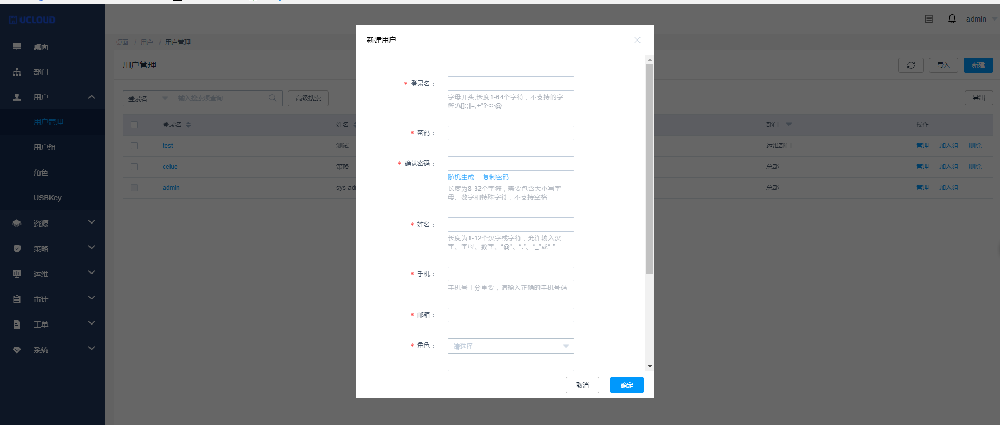 UCLOUD
admin
桌面
部门
用户
用户管理
用户组
角色
USBKey
资源
策略
运维
审计
工单
系统
桌面 / 用户 / 用户管理
用户管理
导入
新建
登录名
输入搜索项查询
高级搜索
导出
登录名
姓名
部门
操作
test
测试
运维部门
管理 加入组 删除
celue
策略
总部
管理 加入组 删除
admin
sys-adr
总部
管理 加入组
新建用户
* 登录名：
字母开头,长度1-64个字符，不支持的字
符:/\[]:;|=,+"?<>@
* 密码：
* 确认密码：
随机生成 复制密码
长度为8-32个字符，需要包含大小写字
母、数字和特殊字符，不支持空格
* 姓名：
长度为1-12个汉字或字符，允许输入汉
字、字母、数字、“@”、“.”、“_”或“-”
* 手机：
手机号十分重要，请输入正确的手机号码
* 邮箱：
* 角色：
请选择
取消
确定